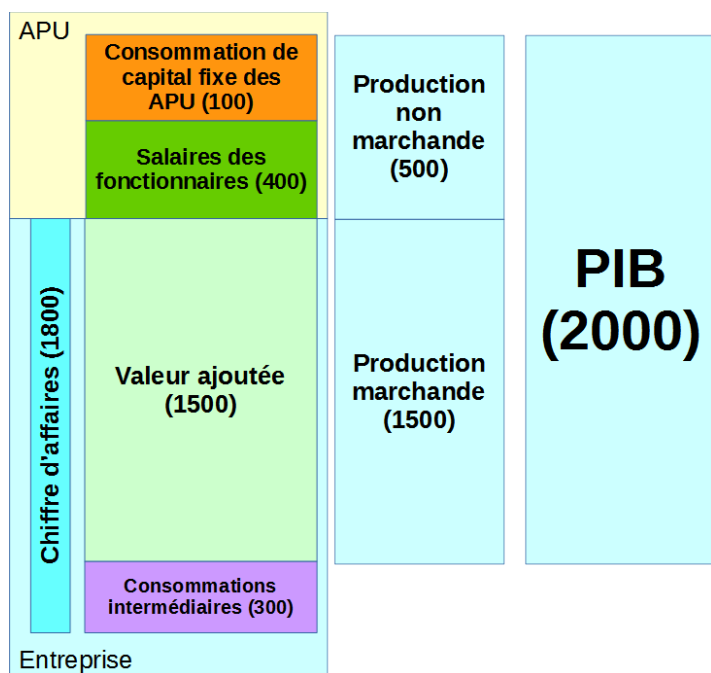 APU
Consommation de
capital fixe des
APU (100)
Salaires des
fonctionnaires (400)
Production
non
marchande
(500)
Chiffre d'affaires (1800)
Valeur ajoutée
(1500)
Production
marchande
(1500)
PIB
(2000)
Consommations
intermédiaires (300)
Entreprise